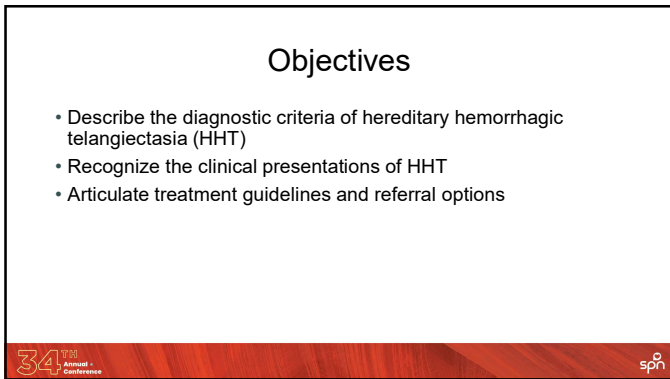 Objectives
• Describe the diagnostic criteria of hereditary hemorrhagic
telangiectasia (HHT)
• Recognize the clinical presentations of HHT
• Articulate treatment guidelines and referral options
34TH
Annual
Conference
spn